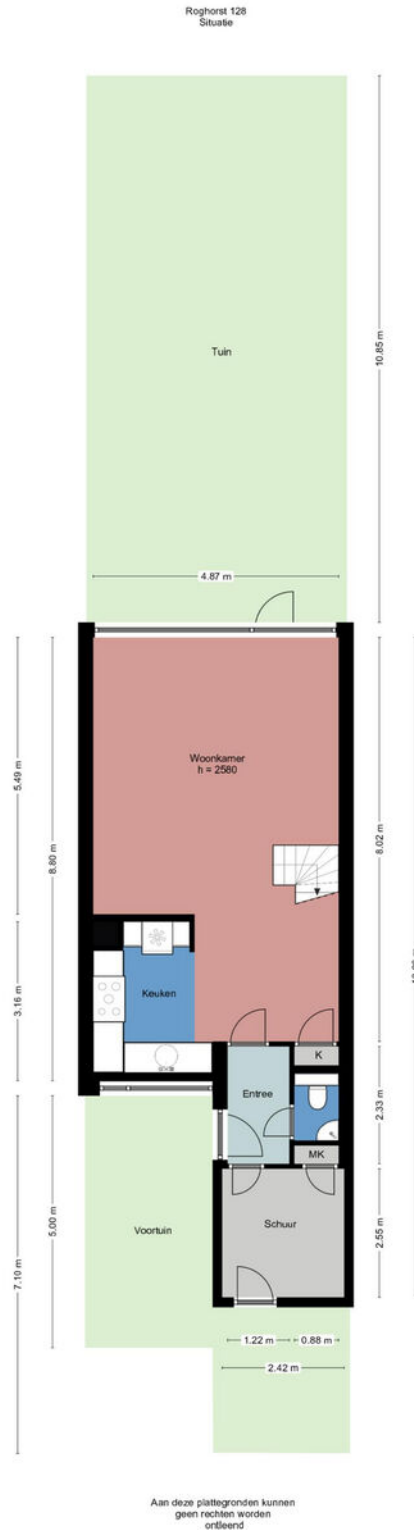 Roghorst 128
Situatie
10.85 m
Tuin
4.87 m
Woonkamer
h = 2580
5.49 m
8.80 m
8.02 m
3.16 m
Keuken
K
Entree
2.33 m
MK
Voortuin
Schuur
5.00 m
7.10 m
2.55 m
1.22 m
0.88 m
2.42 m
Aan deze plattegronden kunnen
geen rechten worden
ontleend